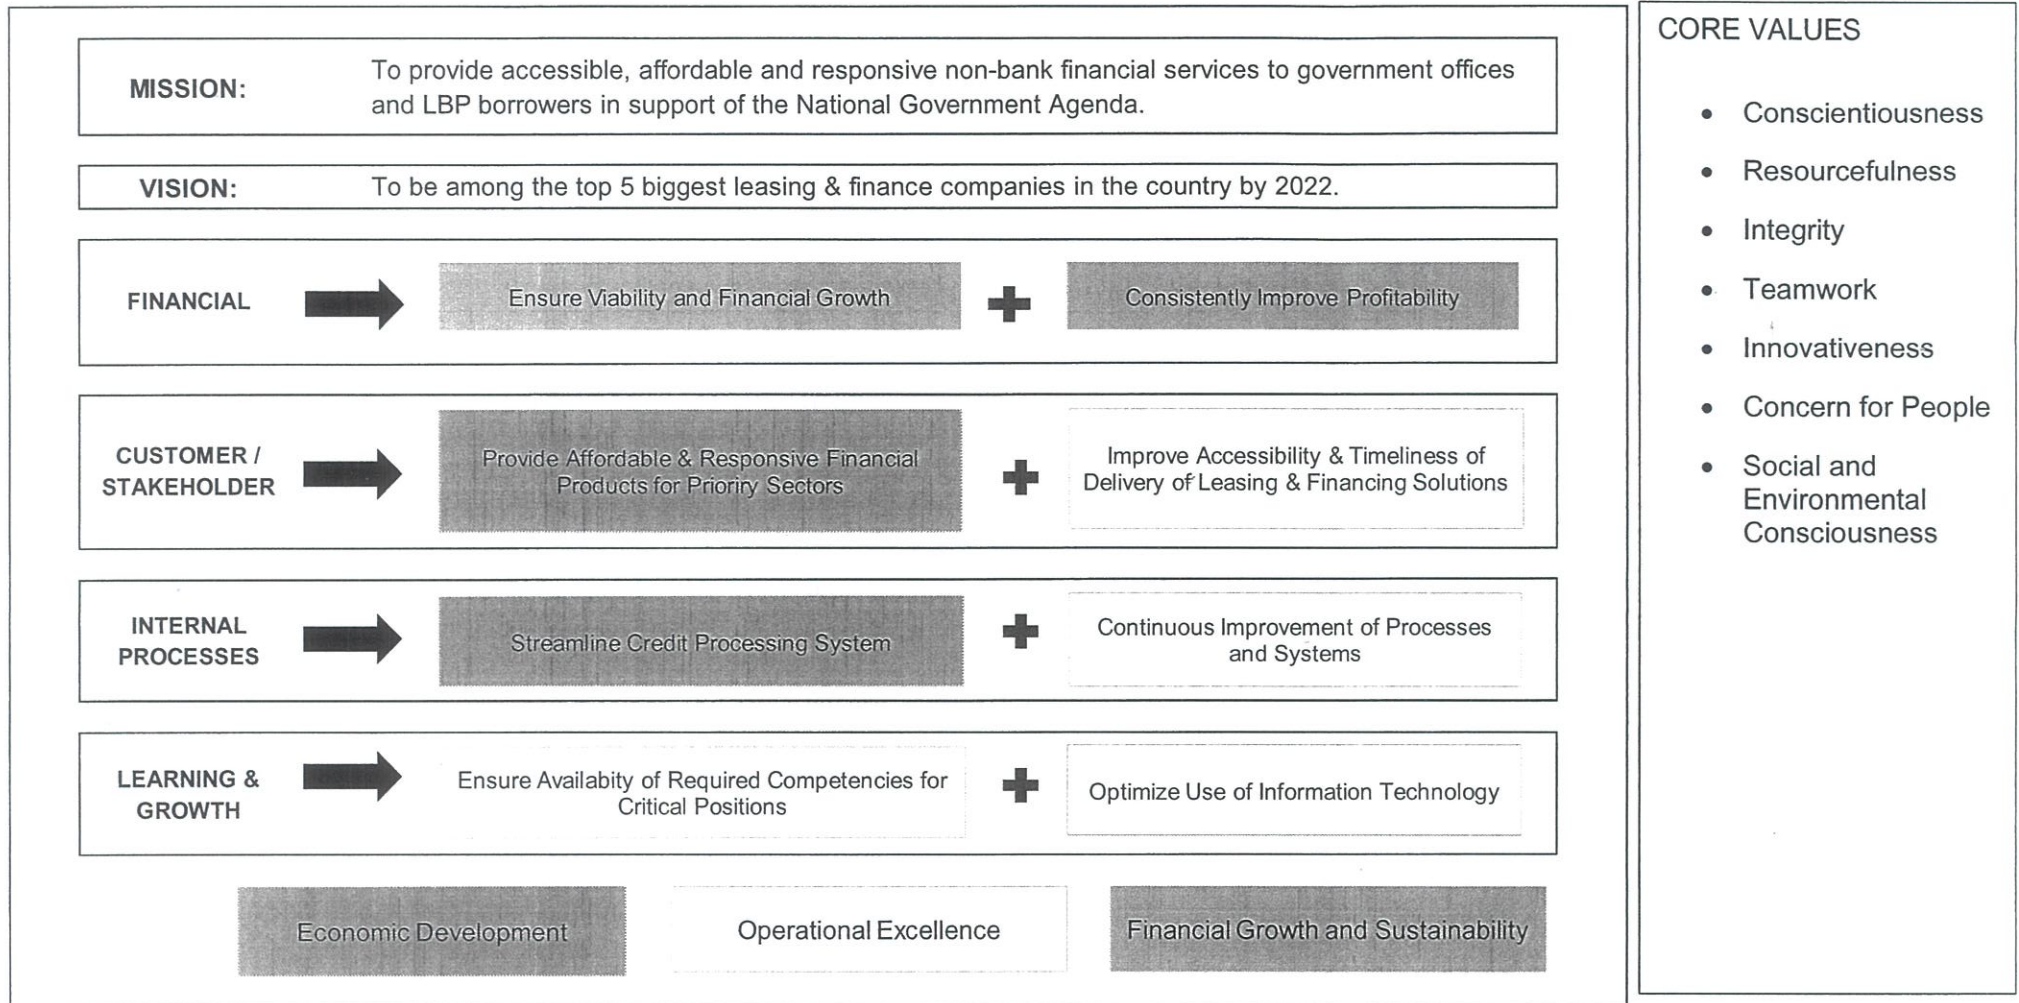 MISSION:
To provide accessible, affordable and responsive non-bank financial services to government offices
and LBP borrowers in support of the National Government Agenda.
VISION:
To be among the top 5 biggest leasing & finance companies in the country by 2022.
FINANCIAL
Ensure Viability and Financial Growth
Consistently Improve Profitability
CUSTOMER /
STAKEHOLDER
Provide Affordable & Responsive Financial
Products for Prioriry Sectors
Improve Accessibility & Timeliness of
Delivery of Leasing & Financing Solutions
INTERNAL
PROCESSES
Streamline Credit Processing System
Continuous Improvement of Processes
and Systems
LEARNING &
GROWTH
Ensure Availabity of Required Competencies for
Critical Positions
Optimize Use of Information Technology
Economic Development
Operational Excellence
Financial Growth and Sustainability
CORE VALUES
• Conscientiousness
• Resourcefulness
• Integrity
• Teamwork
• Innovativeness
• Concern for People
• Social and
Environmental
Consciousness